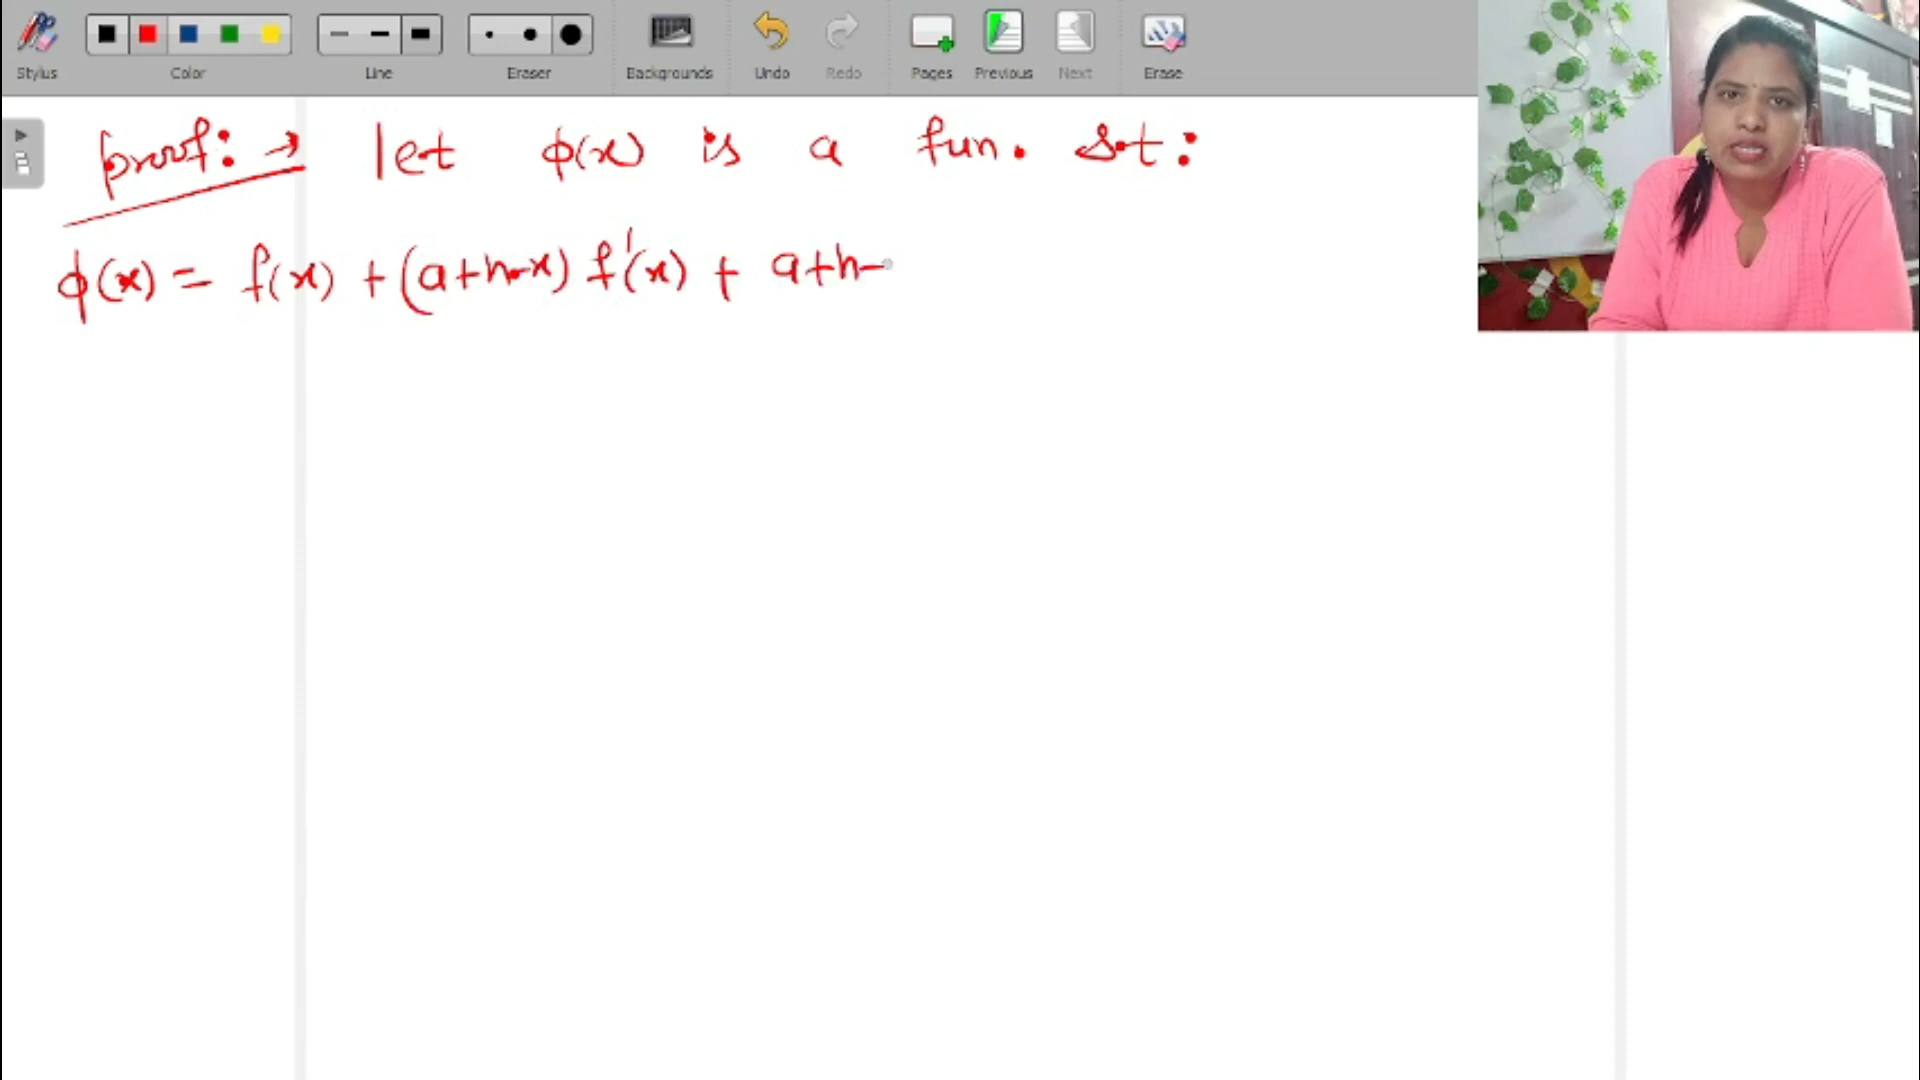 Stylus Color Line Eraser Backgrounds Undo Redo Pages Previous Next Erase
proof: → let ϕ(x) is a fun. s.t:
ϕ(x) = f(x) + (a+h-x) f'(x) + a+h-